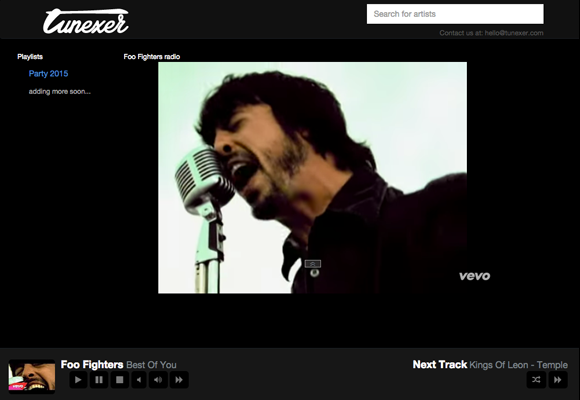 tunexer
Search for artists
Contact us at: hello@tunexer.com
Playlists
Foo Fighters radio
Party 2015
adding more soon...
vevo
Foo Fighters Best Of You
Next Track Kings Of Leon - Temple